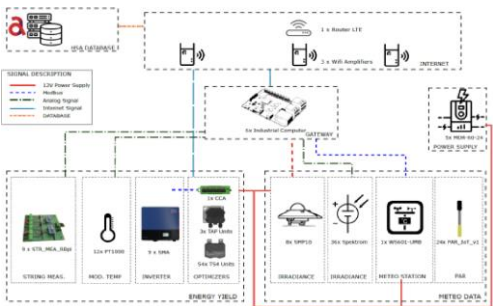 a
HSA DATABASE
1 x Router LTE
3 x Wifi Amplifiers
INTERNET
SIGNAL DESCRIPTION
12V Power Supply
Modbus
Analog Signal
Internet Signal
DATABASE
5x Industrial Computer
GATEWAY
5x MDR-60-24
POWER SUPPLY
9 x STR_MEA_RBpi
STRING MEAS.
12x PT1000
MOD. TEMP
9 x SMA
INVERTER
1x CCA
3x TAP Units
54x TS4 Units
OPTIMIZERS
ENERGY YIELD
8x SMP10
IRRADIANCE
36x Spektron
IRRADIANCE
1x WS601-UMB
METEO STATION
24x PAR_IoT_v1
PAR
METEO DATA